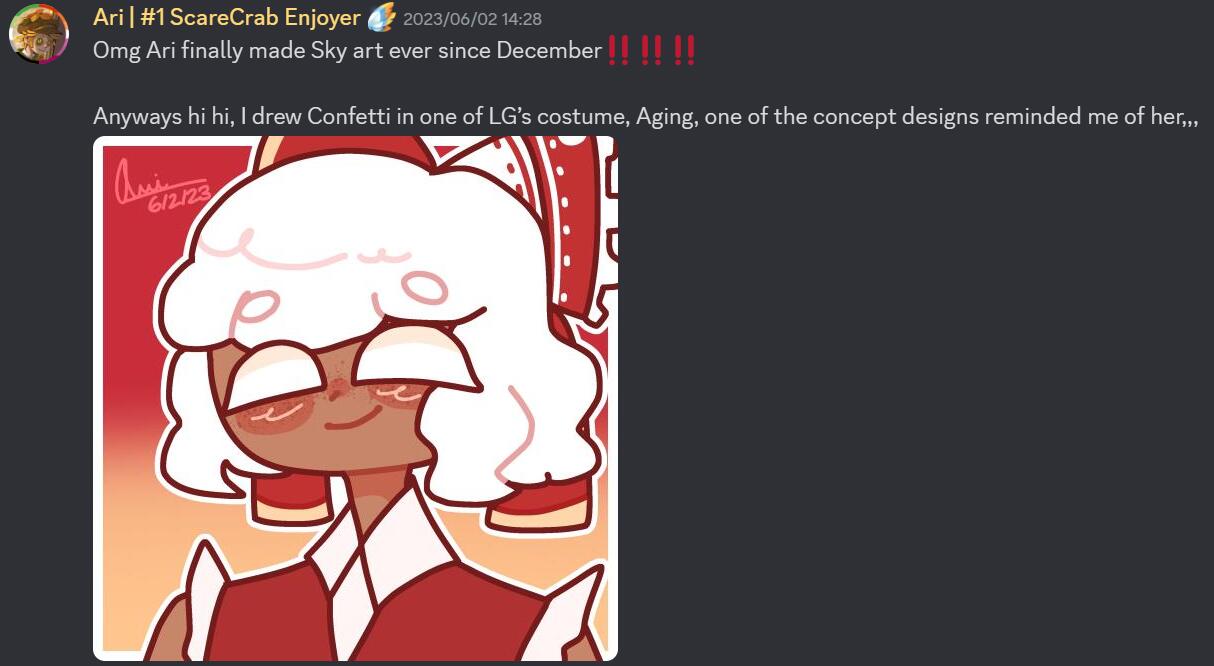 Ari | #1 ScareCrab Enjoyer 2023/06/02 14:28
Omg Ari finally made Sky art ever since December‼️ ‼️ ‼️
Anyways hi hi, I drew Confetti in one of LG’s costume, Aging, one of the concept designs reminded me of her,,,
Ari
6/2/23